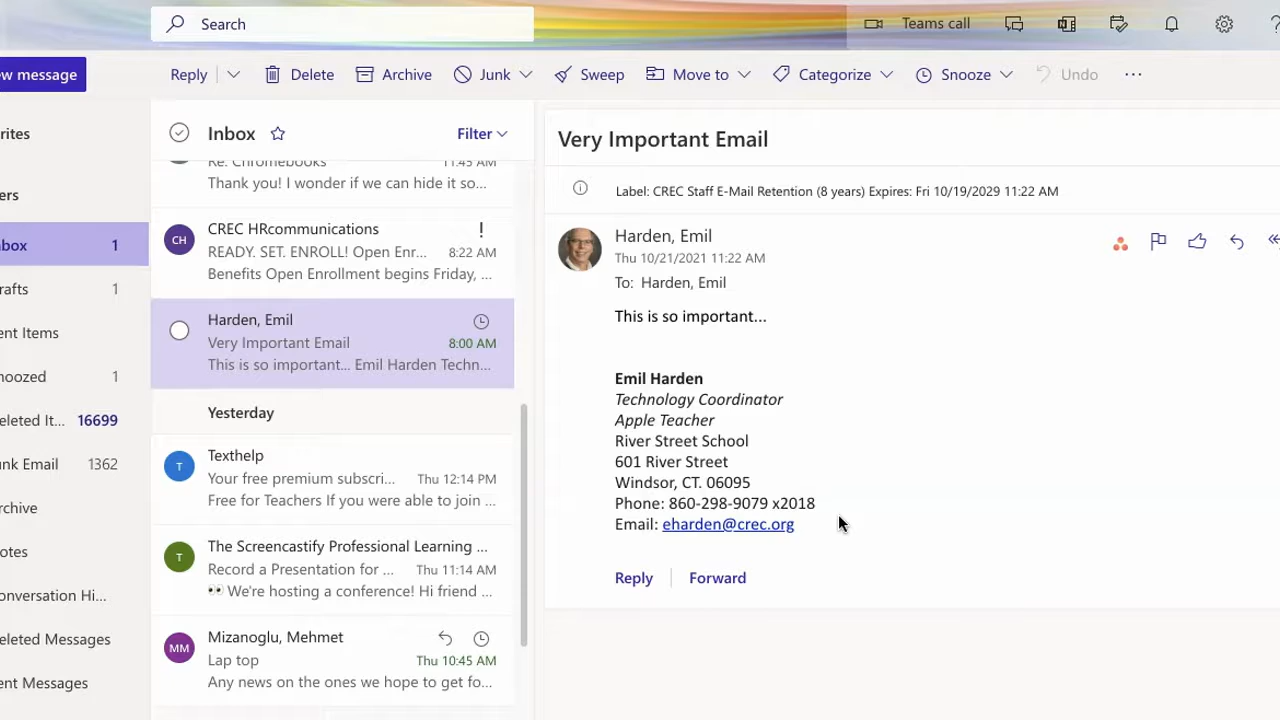 Search
Teams call
ew message
Reply
Delete
Archive
Junk
Sweep
Move to
Categorize
Snooze
Undo
rites
ers
box 1
rafts 1
ent Items
noozed 1
eleted It... 16699
unk Email 1362
rchive
otes
onversation Hi...
eleted Messages
ent Messages
Inbox
Filter
Re: Chromebooks 11:45 AM
Thank you! I wonder if we can hide it so...
CH
CREC HRcommunications !
READY. SET. ENROLL! Open Enr... 8:22 AM
Benefits Open Enrollment begins Friday, ...
Harden, Emil
Very Important Email 8:00 AM
This is so important... Emil Harden Techn...
Yesterday
T
Texthelp
Your free premium subscri... Thu 12:14 PM
Free for Teachers If you were able to join ...
T
The Screencastify Professional Learning ...
Record a Presentation for ... Thu 11:14 AM
👀 We're hosting a conference! Hi friend ...
MM
Mizanoglu, Mehmet
Lap top Thu 10:45 AM
Any news on the ones we hope to get fo...
Very Important Email
Label: CREC Staff E-Mail Retention (8 years) Expires: Fri 10/19/2029 11:22 AM
Harden, Emil
Thu 10/21/2021 11:22 AM
To: Harden, Emil
This is so important...
Emil Harden
Technology Coordinator
Apple Teacher
River Street School
601 River Street
Windsor, CT. 06095
Phone: 860-298-9079 x2018
Email: eharden@crec.org
Reply
Forward